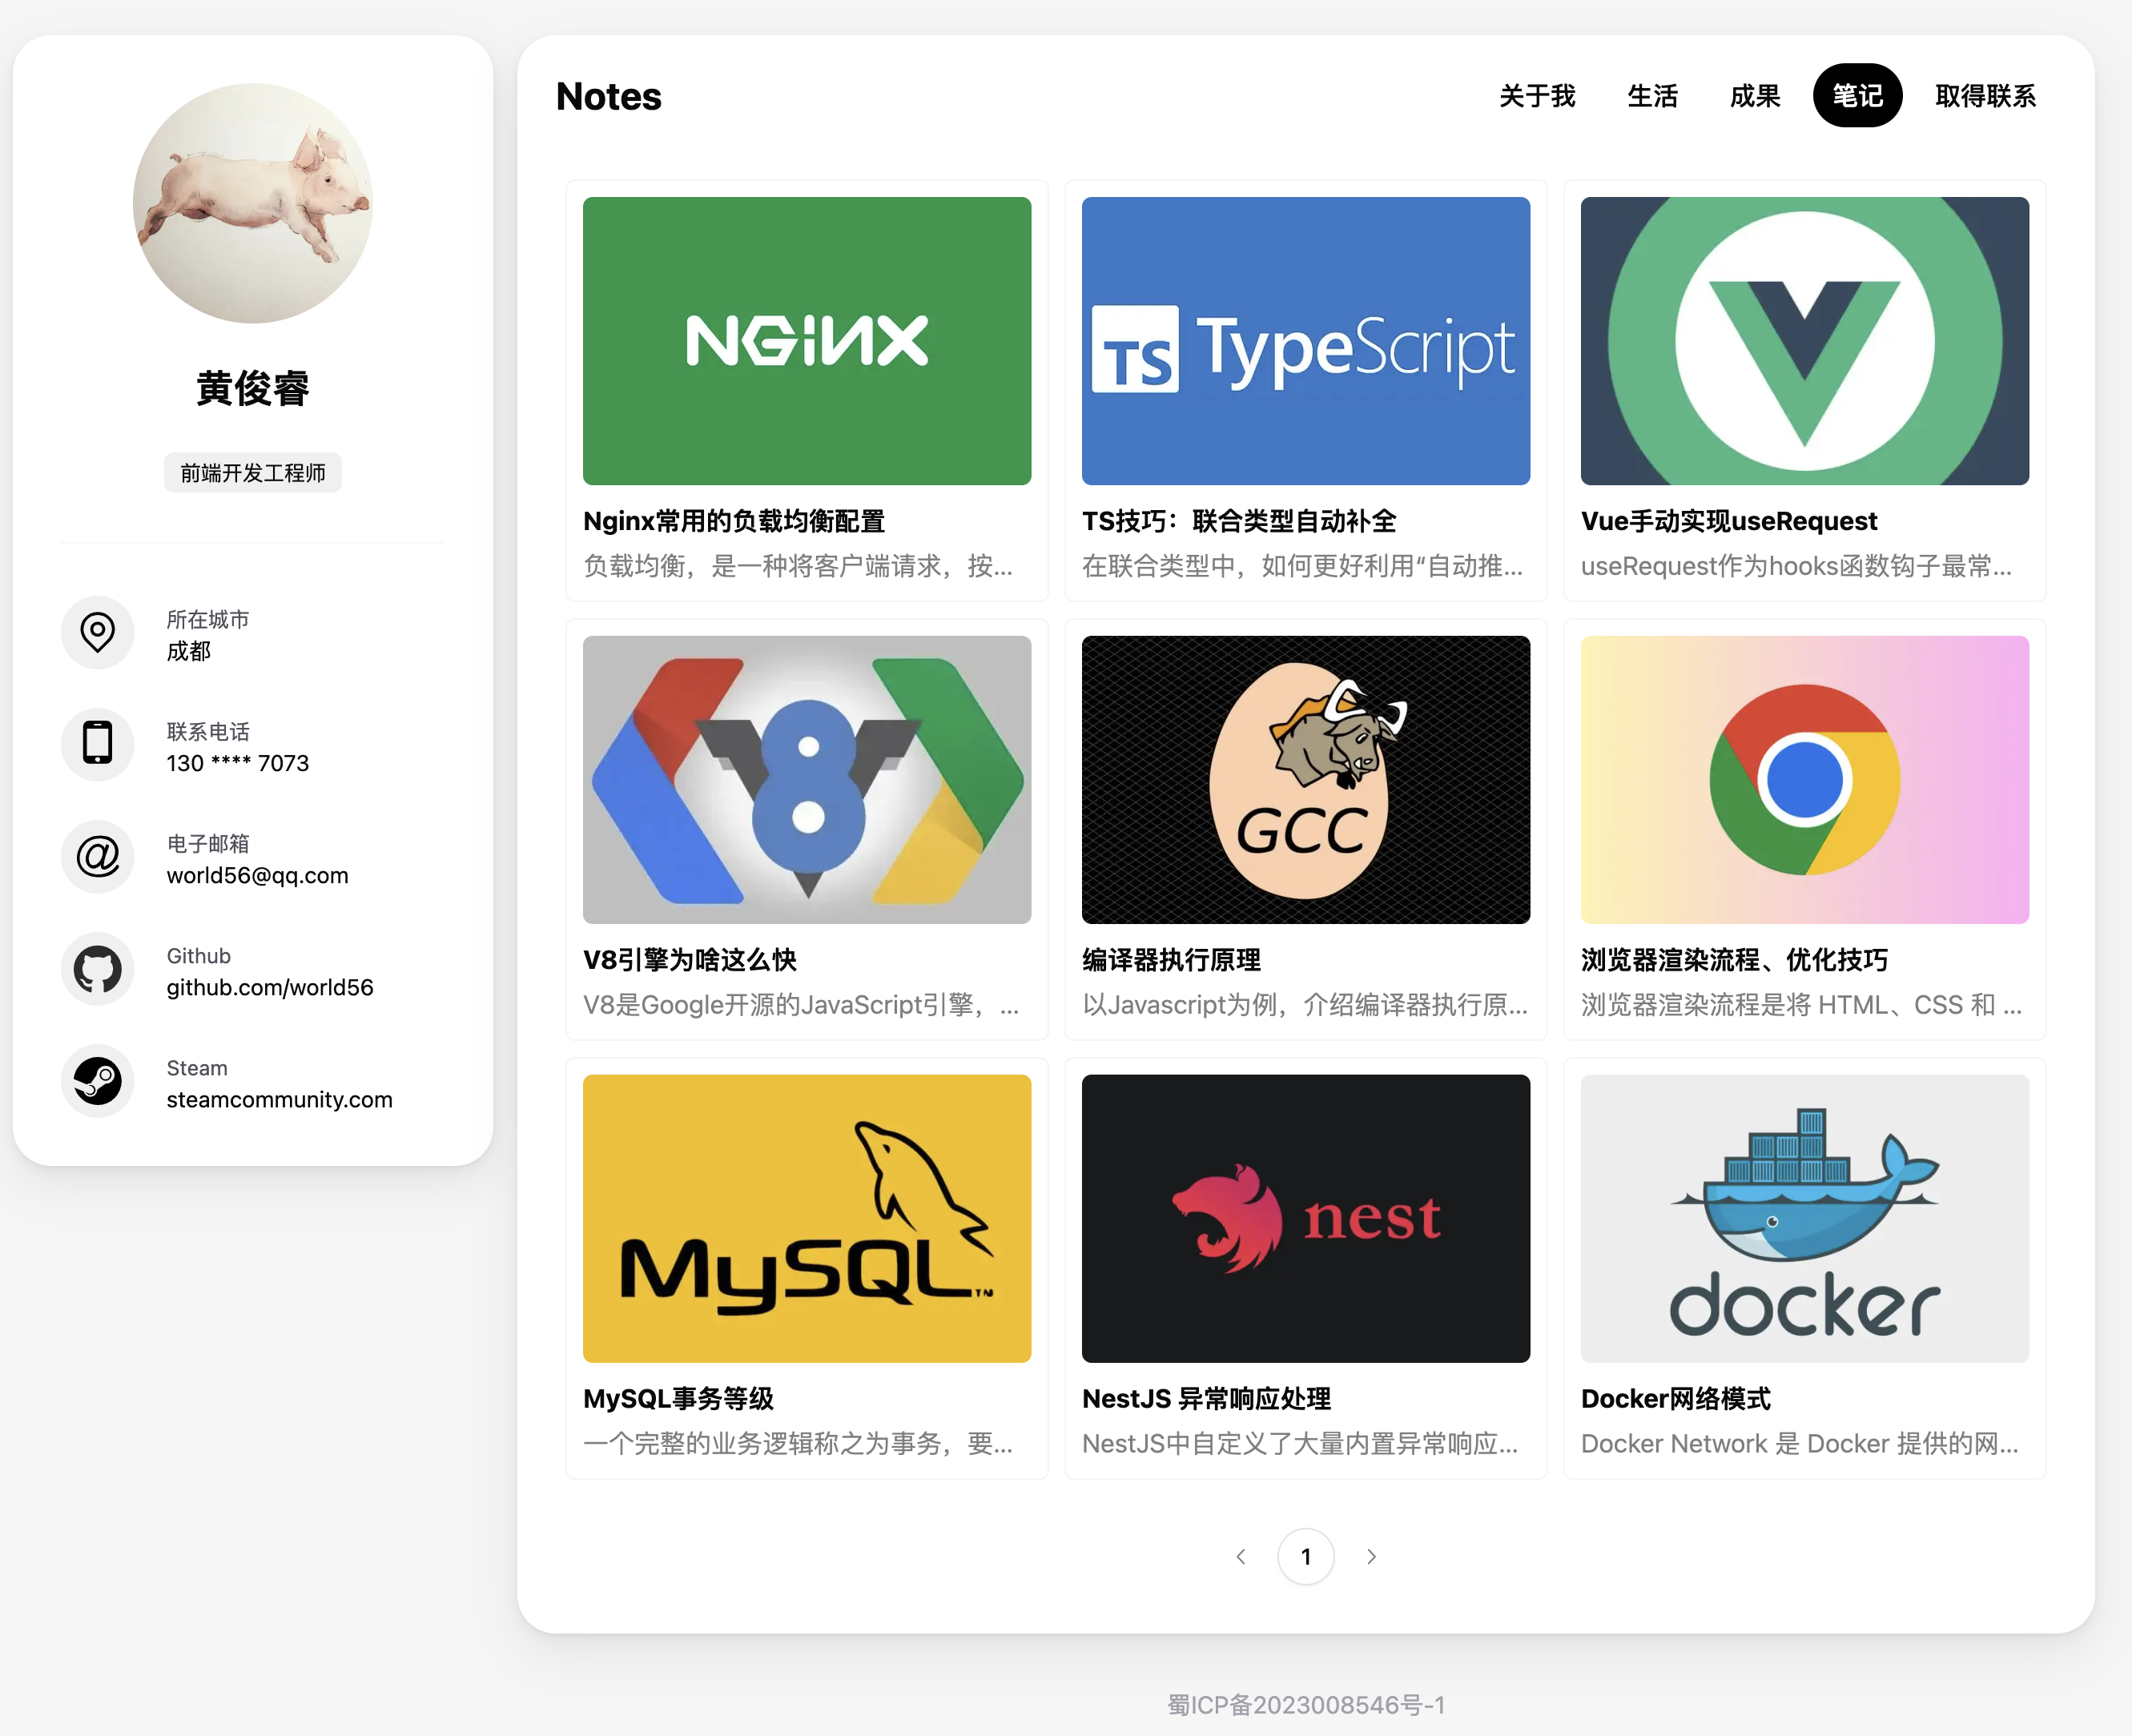 黄俊睿
前端开发工程师
所在城市
成都
联系电话
130 **** 7073
电子邮箱
world56@qq.com
Github
github.com/world56
Steam
steamcommunity.com
Notes
关于我
生活
成果
笔记
取得联系
NGINX
TS TypeScript
Nginx常用的负载均衡配置
负载均衡，是一种将客户端请求，按...
TS技巧：联合类型自动补全
在联合类型中，如何更好利用“自动推...
Vue手动实现useRequest
useRequest作为hooks函数钩子最常...
V8
GCC
V8引擎为啥这么快
V8是Google开源的JavaScript引擎，...
编译器执行原理
以Javascript为例，介绍编译器执行原...
浏览器渲染流程、优化技巧
浏览器渲染流程是将 HTML、CSS 和 ...
MySQL™
nest
docker
MySQL事务等级
一个完整的业务逻辑称之为事务，要...
NestJS 异常响应处理
NestJS中自定义了大量内置异常响应...
Docker网络模式
Docker Network 是 Docker 提供的网...
1
蜀ICP备2023008546号-1